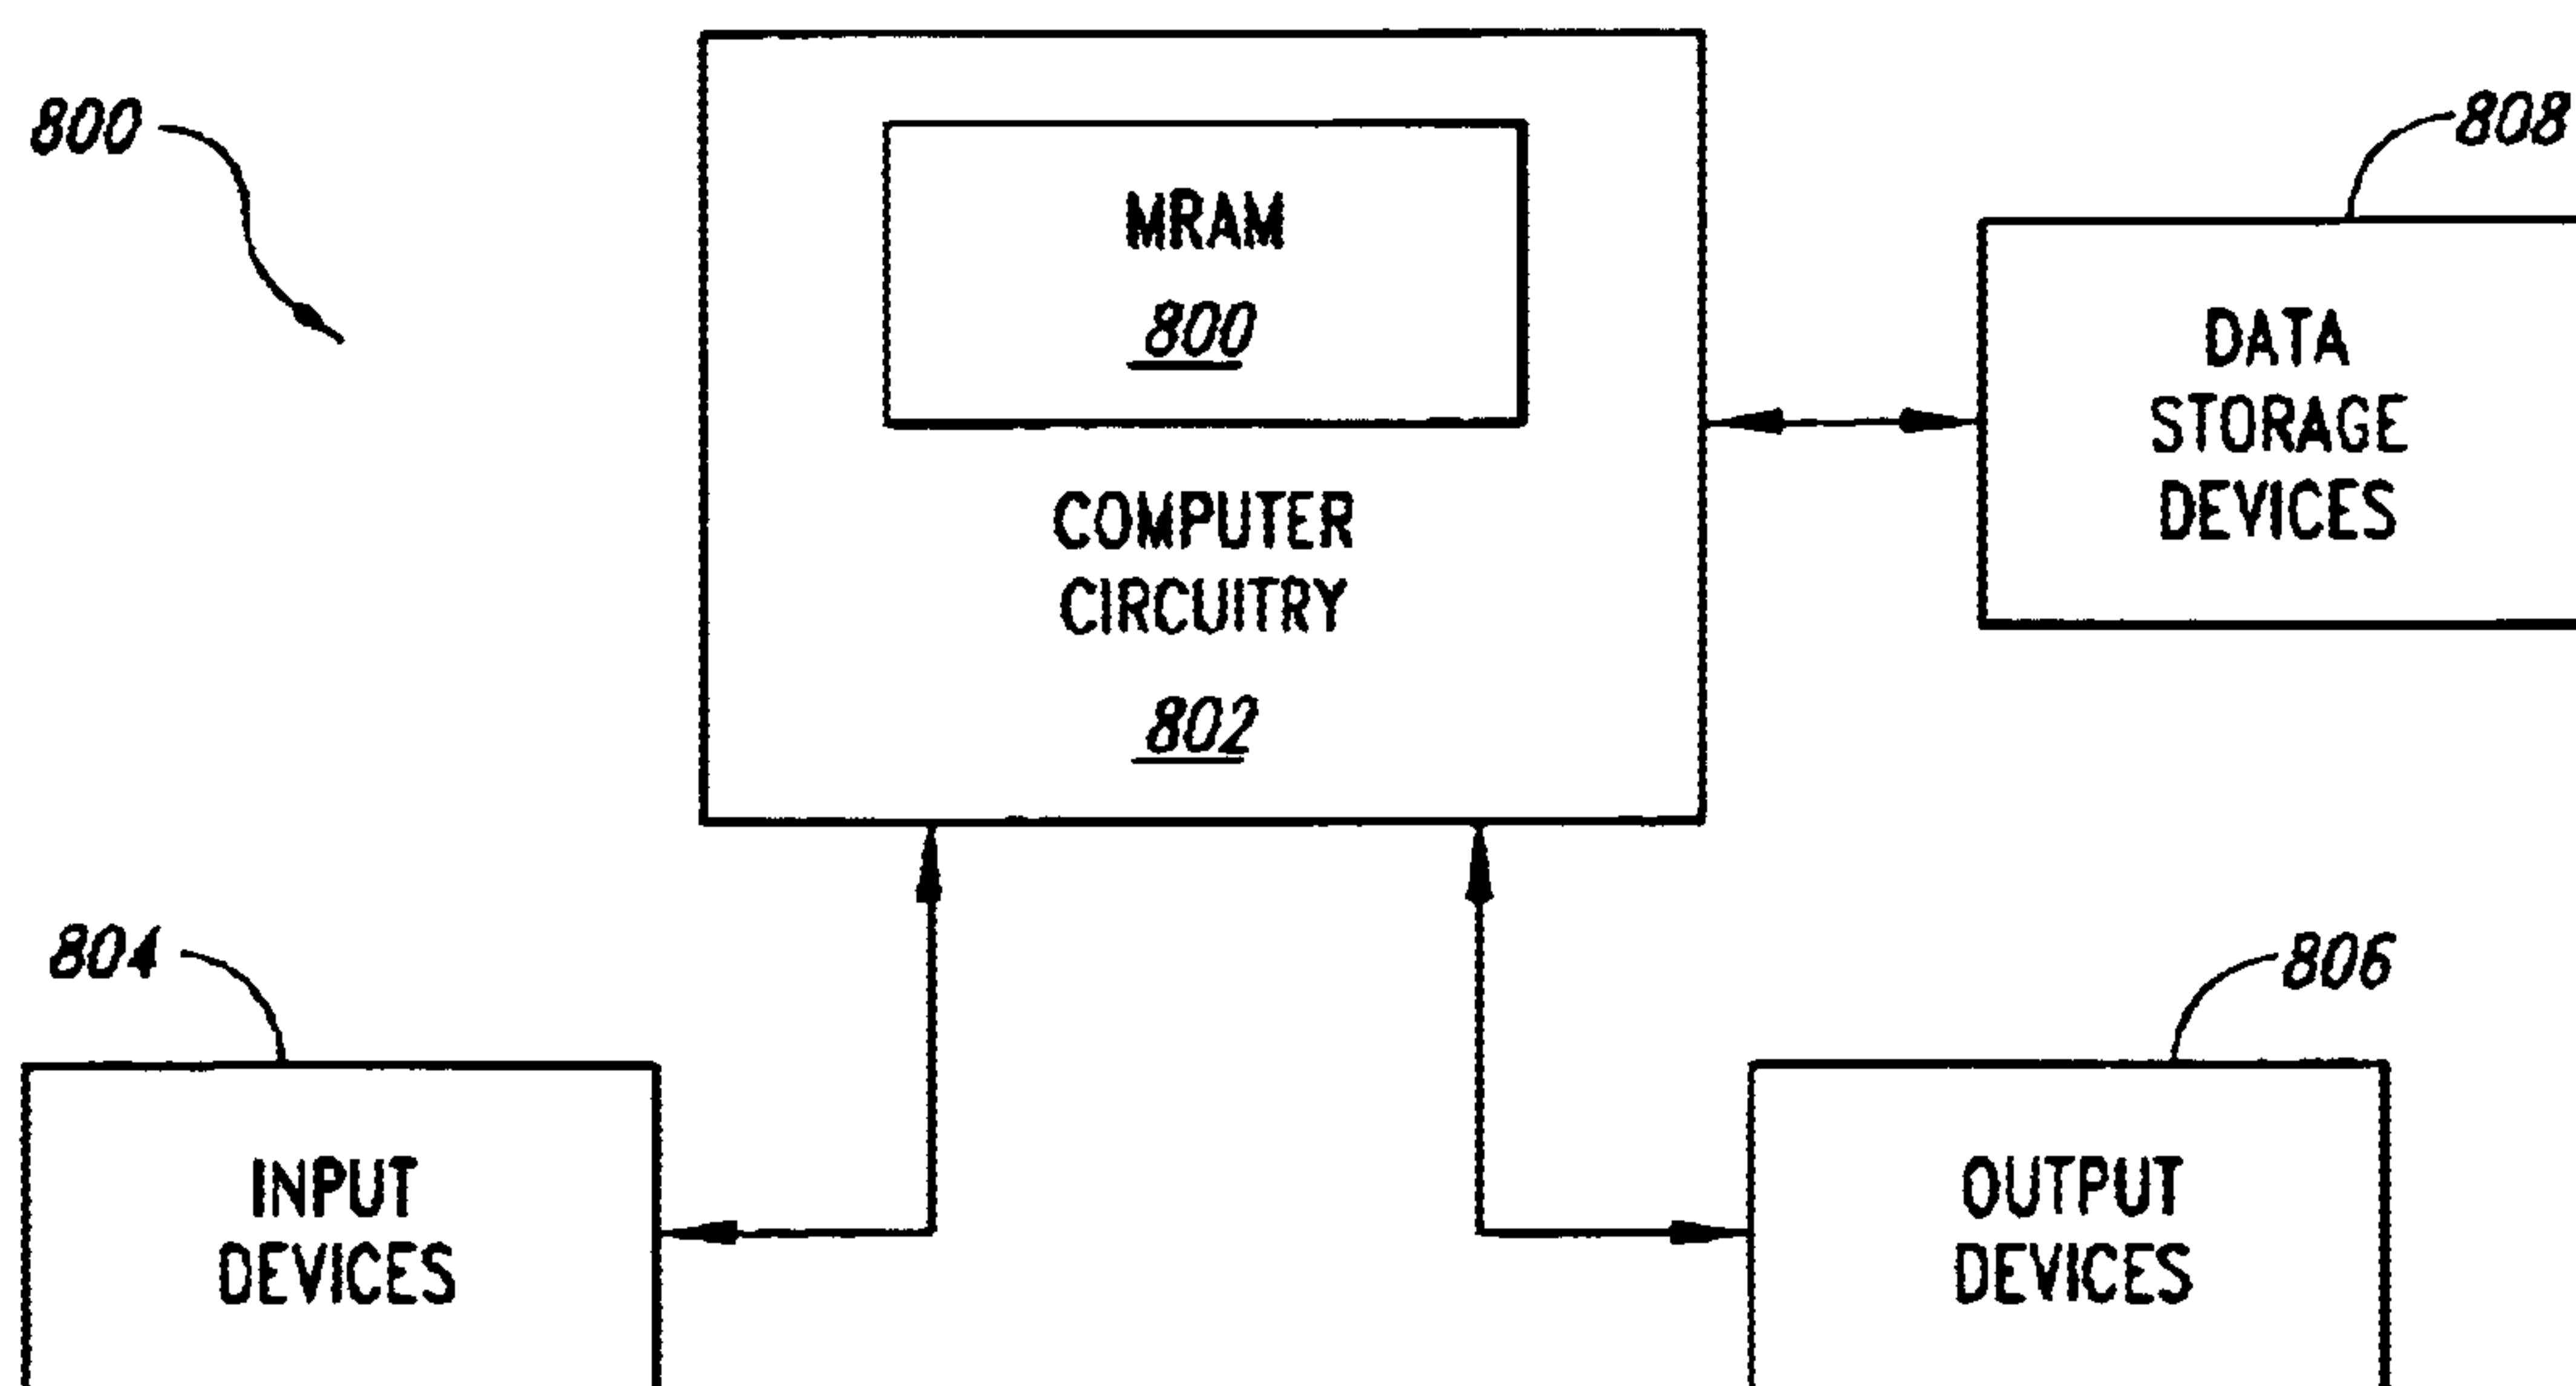 800
MRAM
800
COMPUTER
CIRCUITRY
802
808
DATA
STORAGE
DEVICES
804
INPUT
DEVICES
806
OUTPUT
DEVICES